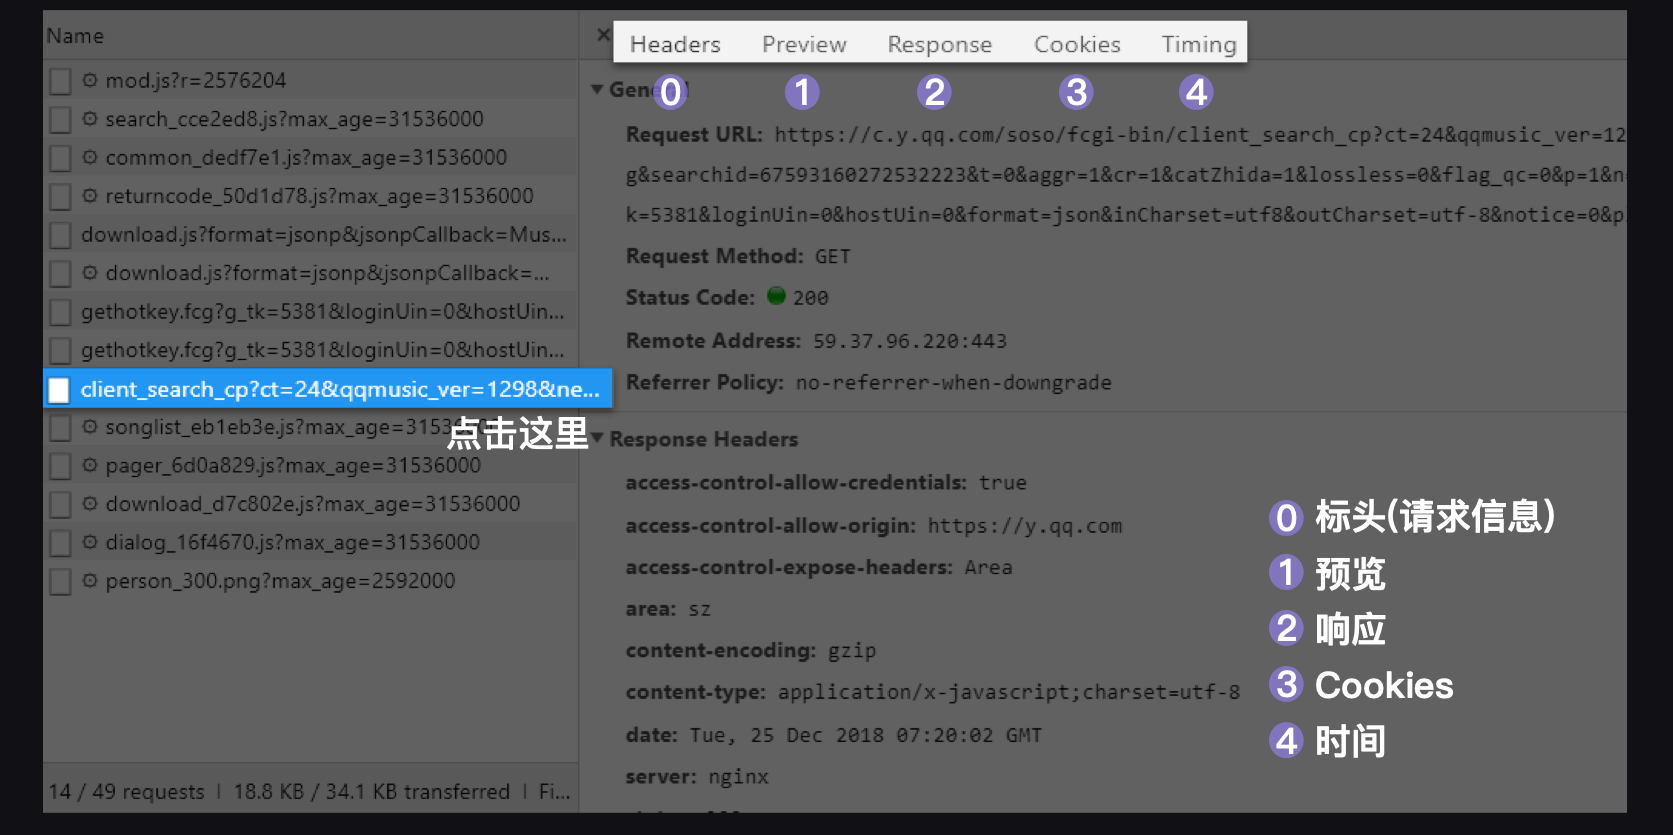 Name
mod.js?r=2576204
search_cce2ed8.js?max_age=31536000
common_dedf7e1.js?max_age=31536000
returncode_50d1d78.js?max_age=31536000
download.js?format=jsonp&jsonpCallback=Mus...
download.js?format=jsonp&jsonpCallback=...
gethotkey.fcg?g_tk=5381&loginUin=0&hostUin...
gethotkey.fcg?g_tk=5381&loginUin=0&hostUin...
client_search_cp?ct=24&qqmusic_ver=1298&ne...
点击这里
songlist_eb1eb3e.js?max_age=31536000
pager_6d0a829.js?max_age=31536000
download_d7c802e.js?max_age=31536000
dialog_16f4670.js?max_age=31536000
person_300.png?max_age=2592000
14 / 49 requests | 18.8 KB / 34.1 KB transferred | Fi...
× Headers Preview Response Cookies Timing
0 1 2 3 4
▼ General
Request URL: https://c.y.qq.com/soso/fcgi-bin/client_search_cp?ct=24&qqmusic_ver=12
g&searchid=67593160272532223&t=0&aggr=1&cr=1&catZhida=1&lossless=0&flag_qc=0&p=1&n
k=5381&loginUin=0&hostUin=0&format=json&inCharset=utf8&outCharset=utf-8&notice=0&p
Request Method: GET
Status Code: 200
Remote Address: 59.37.96.220:443
Referrer Policy: no-referrer-when-downgrade
▼ Response Headers
access-control-allow-credentials: true
access-control-allow-origin: https://y.qq.com
access-control-expose-headers: Area
area: sz
content-encoding: gzip
content-type: application/x-javascript;charset=utf-8
date: Tue, 25 Dec 2018 07:20:02 GMT
server: nginx
0 标头(请求信息)
1 预览
2 响应
3 Cookies
4 时间